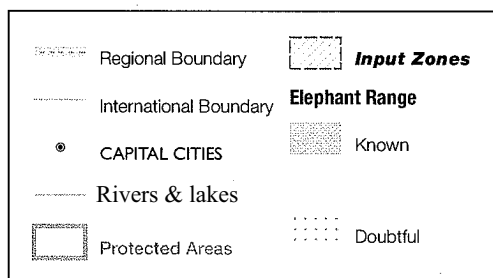 Regional Boundary
International Boundary
CAPITAL CITIES
Rivers & lakes
Protected Areas
Input Zones
Elephant Range
Known
Doubtful